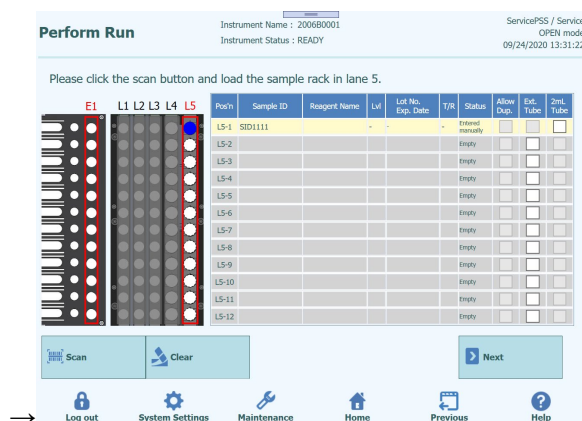 Perform Run
Instrument Name : 2006B0001
Instrument Status : READY
ServicePSS / Service
OPEN mode
09/24/2020 13:31:22
Please click the scan button and load the sample rack in lane 5.
E1 L1 L2 L3 L4 L5
Pos'n Sample ID Reagent Name Lvl Lot No. Exp. Date T/R Status Allow Dup. Ext. Tube 2mL Tube
L5-1 SID1111 - - - Entered manually
L5-2 Empty
L5-3 Empty
L5-4 Empty
L5-5 Empty
L5-6 Empty
L5-7 Empty
L5-8 Empty
L5-9 Empty
L5-10 Empty
L5-11 Empty
L5-12 Empty
Scan Clear Next
Log out System Settings Maintenance Home Previous Help